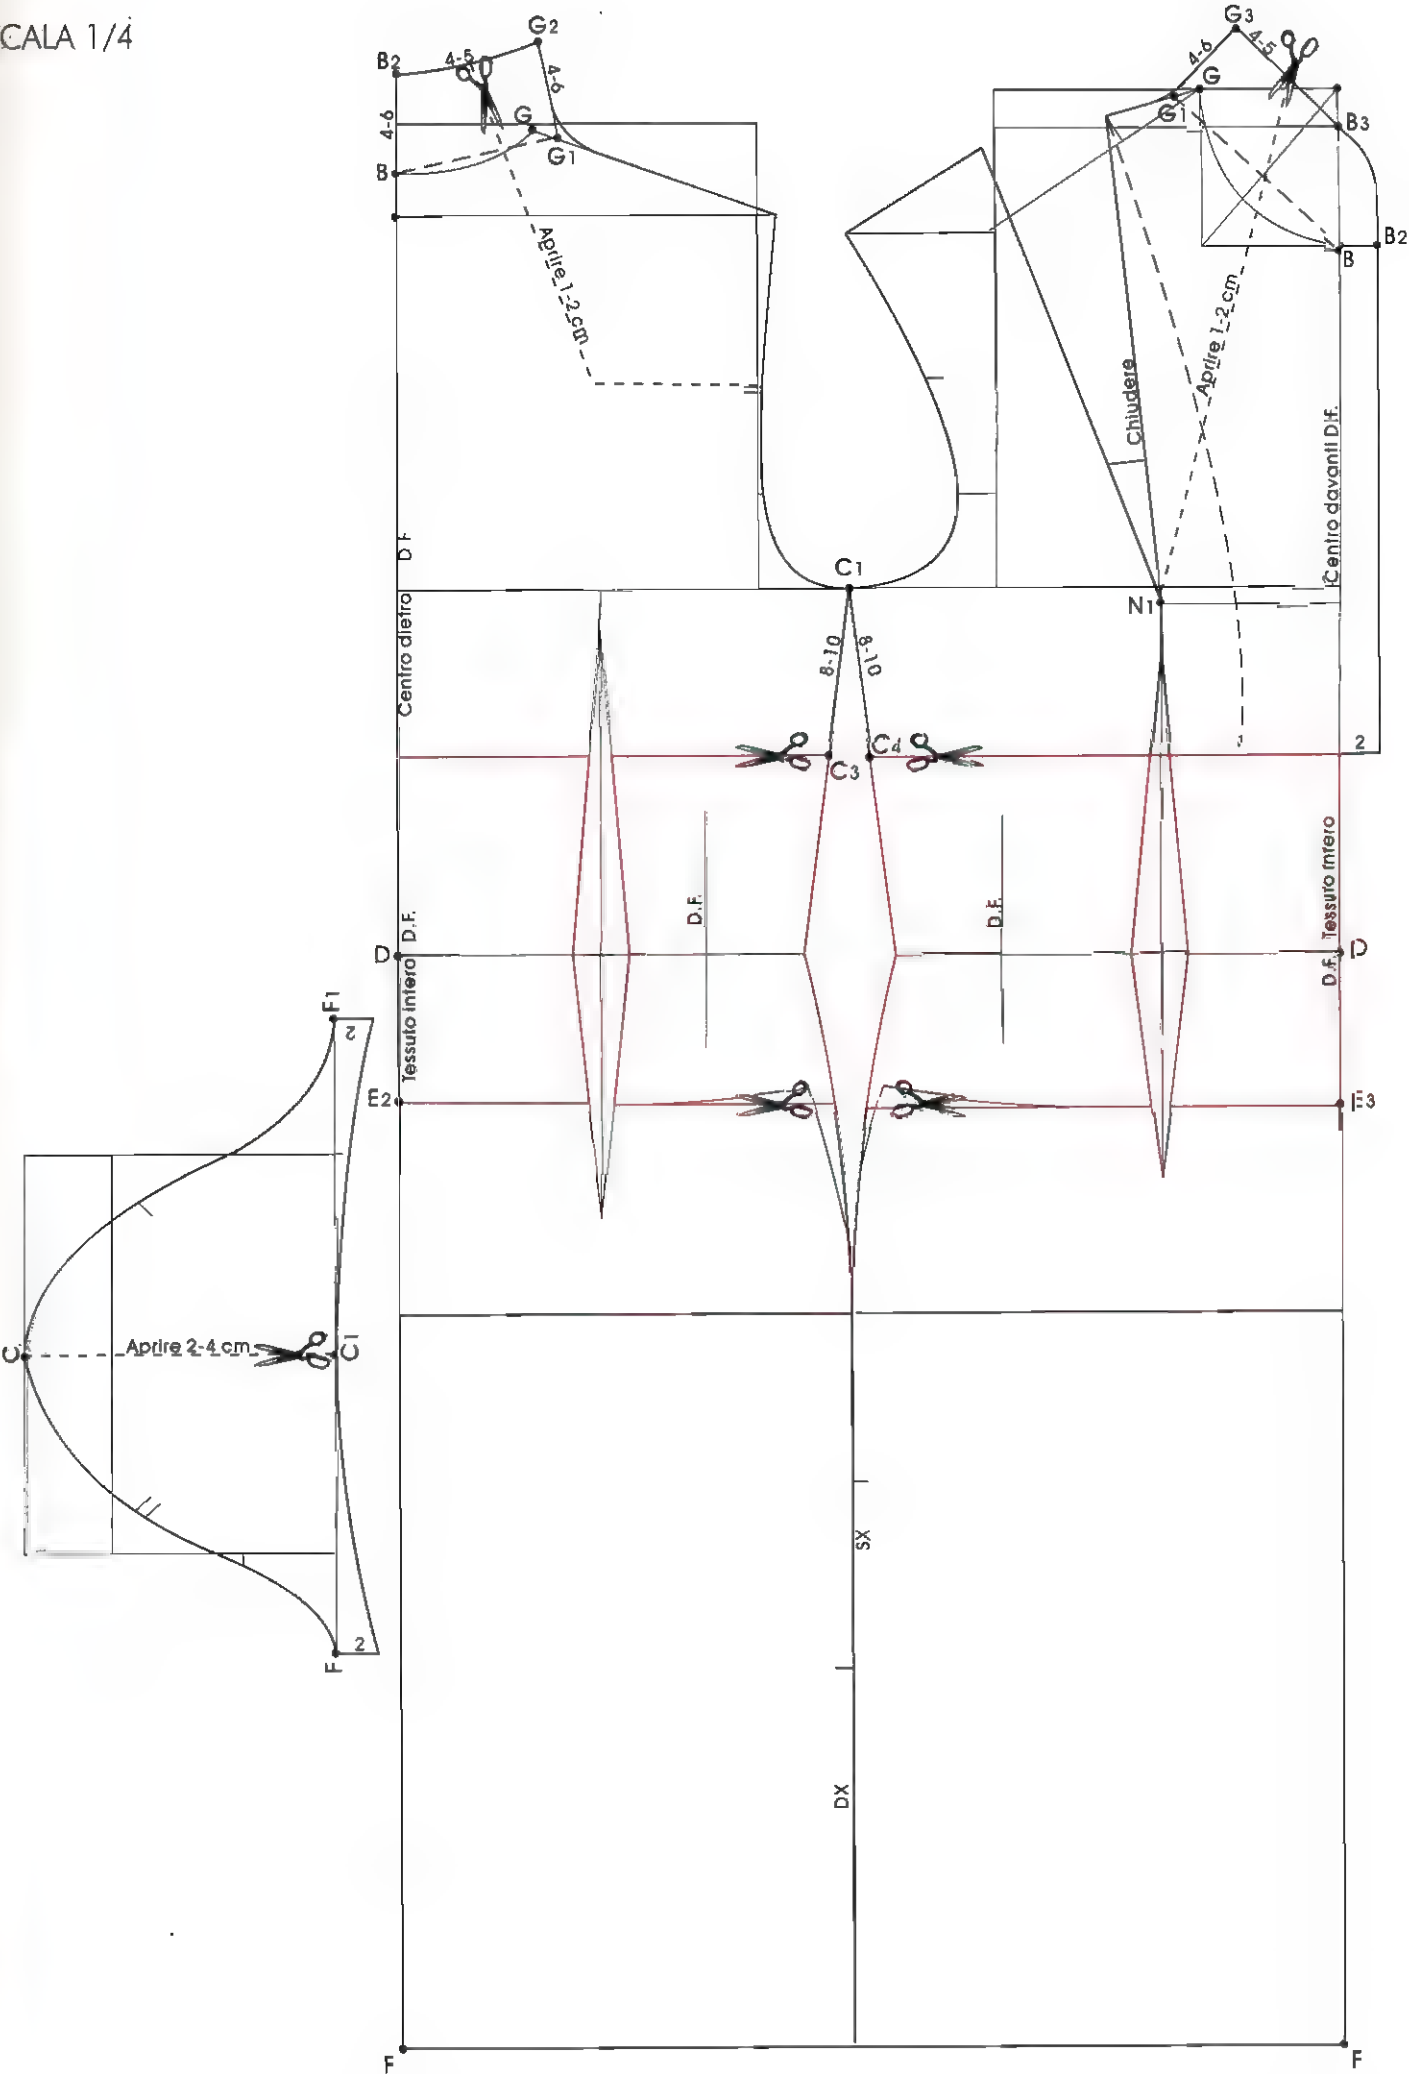 CALA 1/4
B2
4-5
G2
4-6
4-6
G
G1
B
Aprire 1-2 cm
G3
4-6
4-5
G
G1
B3
B2
B
Aprire 1-2 cm
Chiudere
Centro davanti D.F.
D F
Centro dietro
C1
N1
8-10
8-10
C3
C4
2
D.F.
D.F.
D.F.
Tessuto intero
D
Tessuto intero
D.F.
D
E2
E3
F1
2
C
Aprire 2-4 cm
C1
F
2
SX
DX
F
F